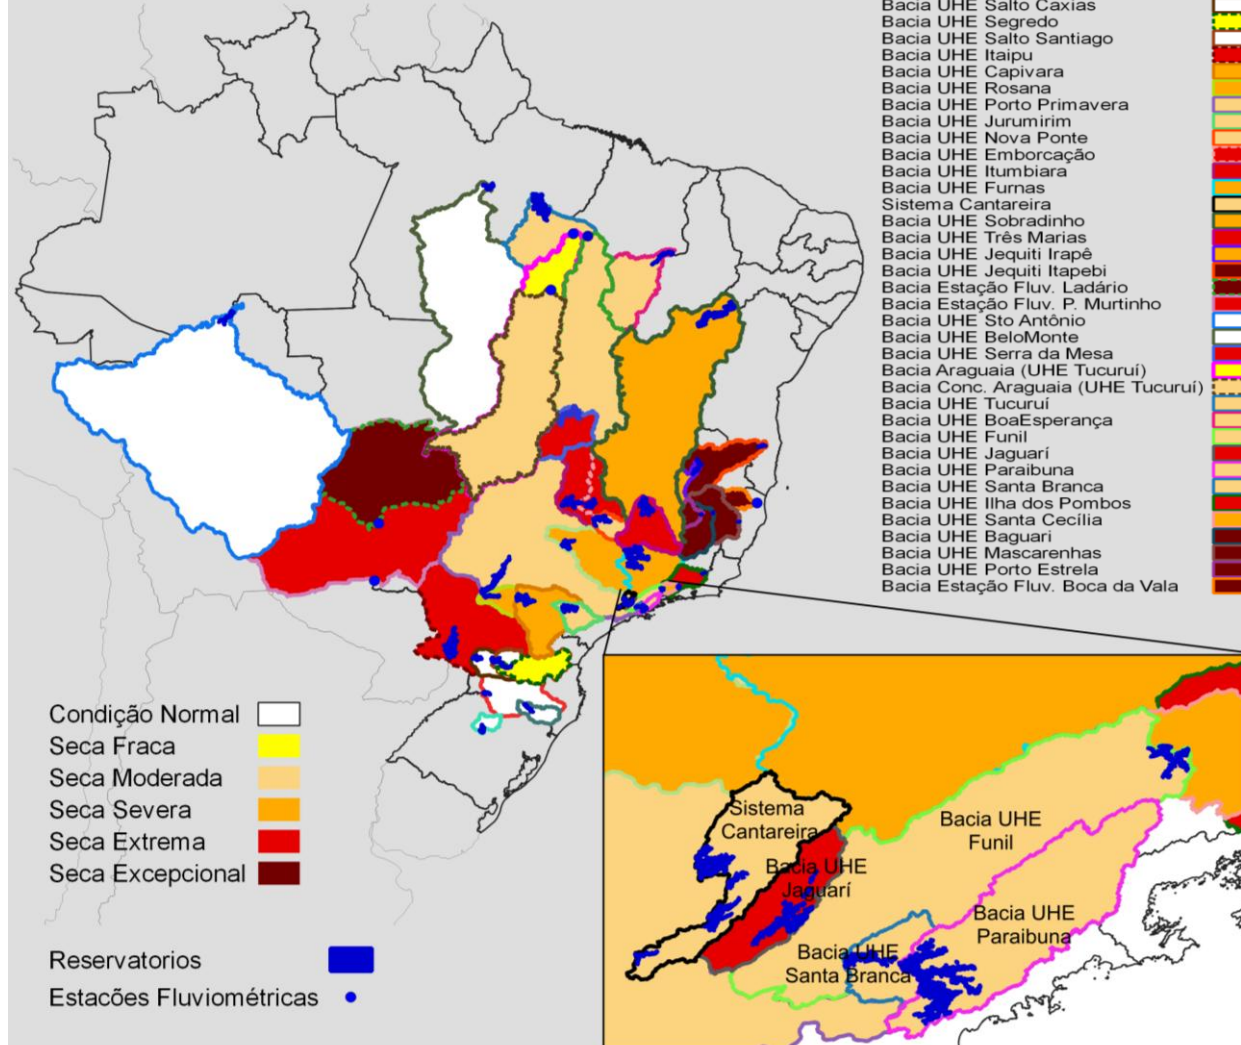 Bacia UHE Salto Caxias
Bacia UHE Segredo
Bacia UHE Salto Santiago
Bacia UHE Itaipu
Bacia UHE Capivara
Bacia UHE Rosana
Bacia UHE Porto Primavera
Bacia UHE Jurumirim
Bacia UHE Nova Ponte
Bacia UHE Emborcação
Bacia UHE Itumbiara
Bacia UHE Furnas
Sistema Cantareira
Bacia UHE Sobradinho
Bacia UHE Três Marias
Bacia UHE Jequiti Irapê
Bacia UHE Jequiti Itapebi
Bacia Estação Fluv. Ladário
Bacia Estação Fluv. P. Murtinho
Bacia UHE Sto Antônio
Bacia UHE BeloMonte
Bacia UHE Serra da Mesa
Bacia Araguaia (UHE Tucuruí)
Bacia Conc. Araguaia (UHE Tucuruí)
Bacia UHE Tucuruí
Bacia UHE BoaEsperança
Bacia UHE Funil
Bacia UHE Jaguarí
Bacia UHE Paraibuna
Bacia UHE Santa Branca
Bacia UHE Ilha dos Pombos
Bacia UHE Santa Cecília
Bacia UHE Baguari
Bacia UHE Mascarenhas
Bacia UHE Porto Estrela
Bacia Estação Fluv. Boca da Vala
Condição Normal
Seca Fraca
Seca Moderada
Seca Severa
Seca Extrema
Seca Excepcional
Reservatorios
Estacões Fluviométricas
Sistema
Cantareira
Bacia UHE
Jaguarí
Bacia UHE
Funil
Bacia UHE
Paraibuna
Bacia UHE
Santa Branca